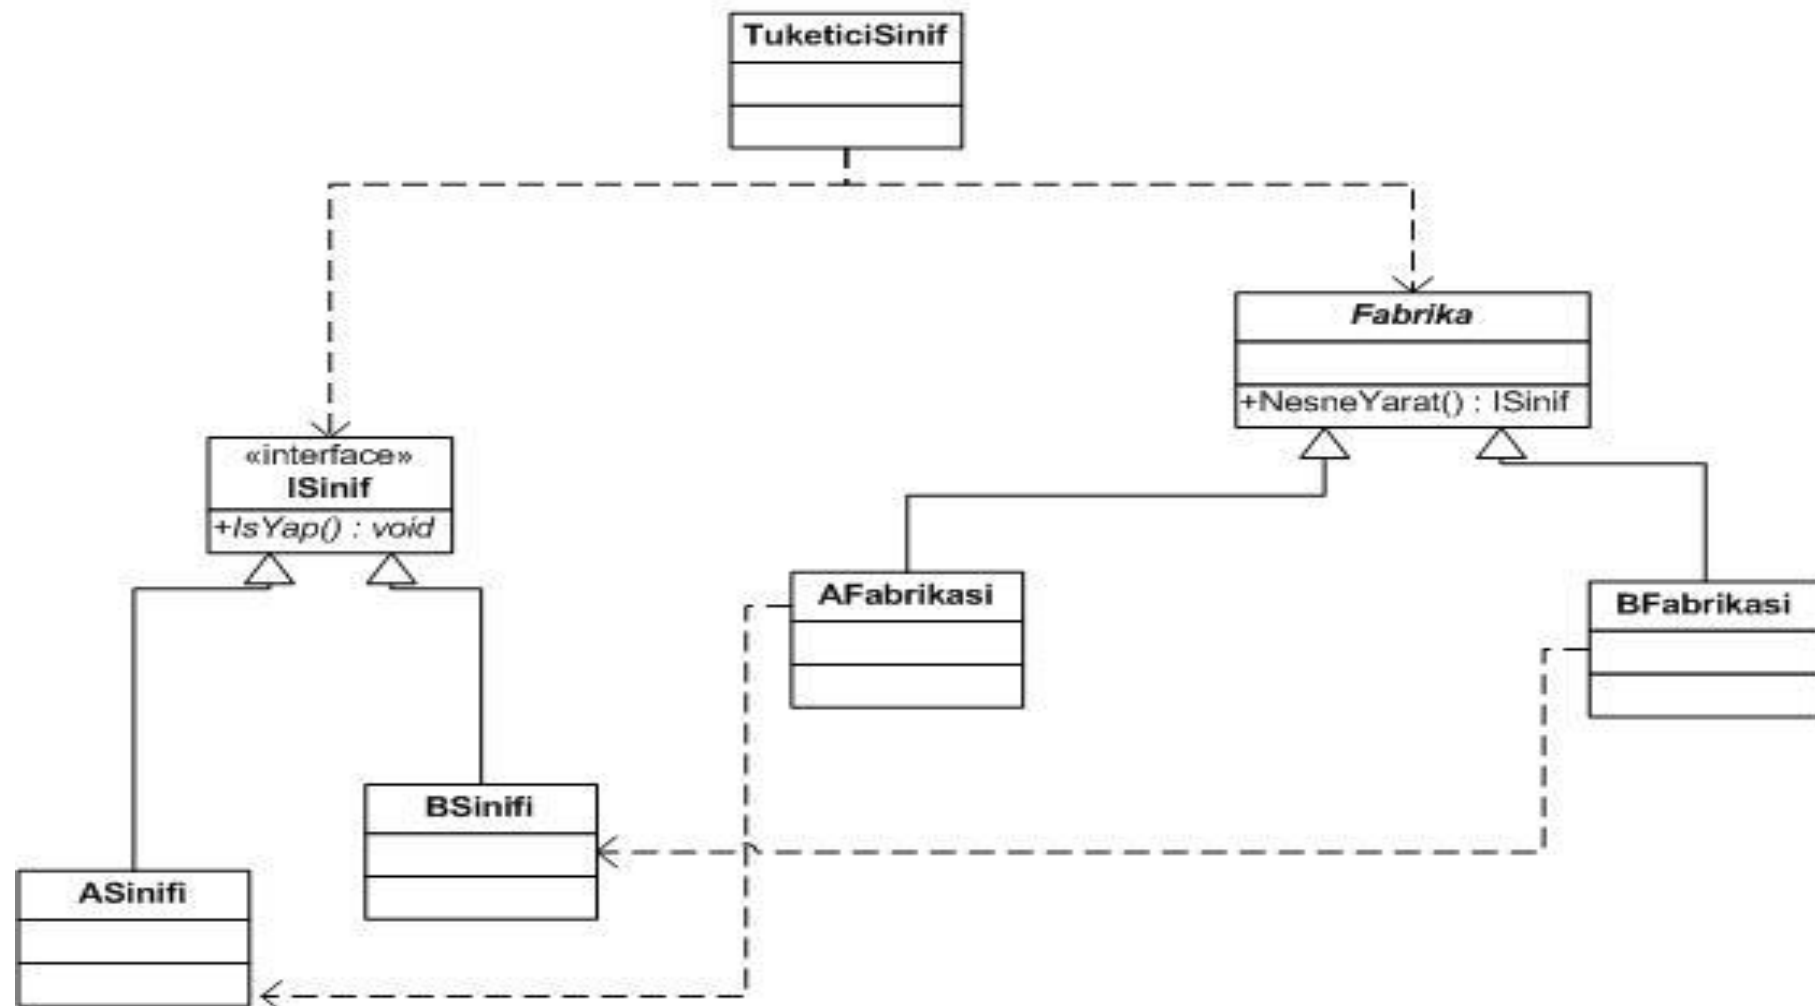 TuketiciSinif
Fabrika
+NesneYarat() : ISinif
«interface»
ISinif
+IsYap() : void
AFabrikasi
BFabrikasi
BSinifi
ASinifi